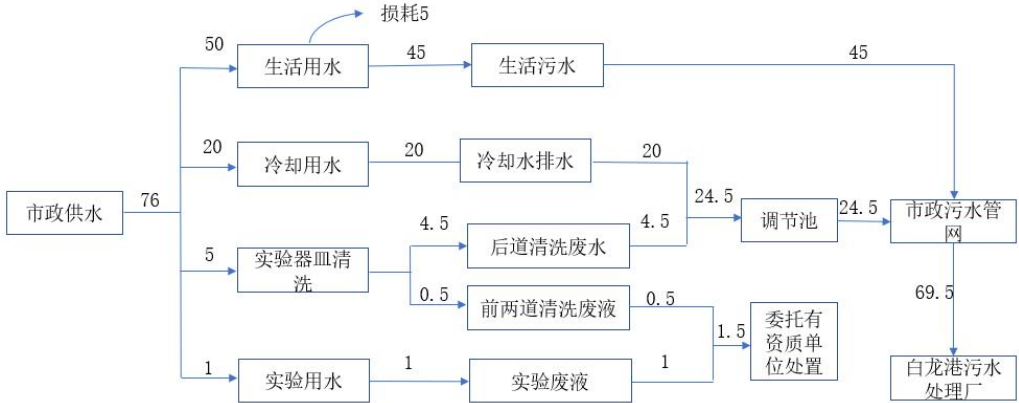 损耗5
50
生活用水
45
生活污水
45
20
冷却用水
20
冷却水排水
20
市政供水
76
24.5
调节池
24.5
市政污水管
网
5
实验器皿清
洗
4.5
后道清洗废水
4.5
0.5
前两道清洗废液
0.5
69.5
1.5
委托有
资质单
位处置
1
实验用水
1
实验废液
1
白龙港污水
处理厂